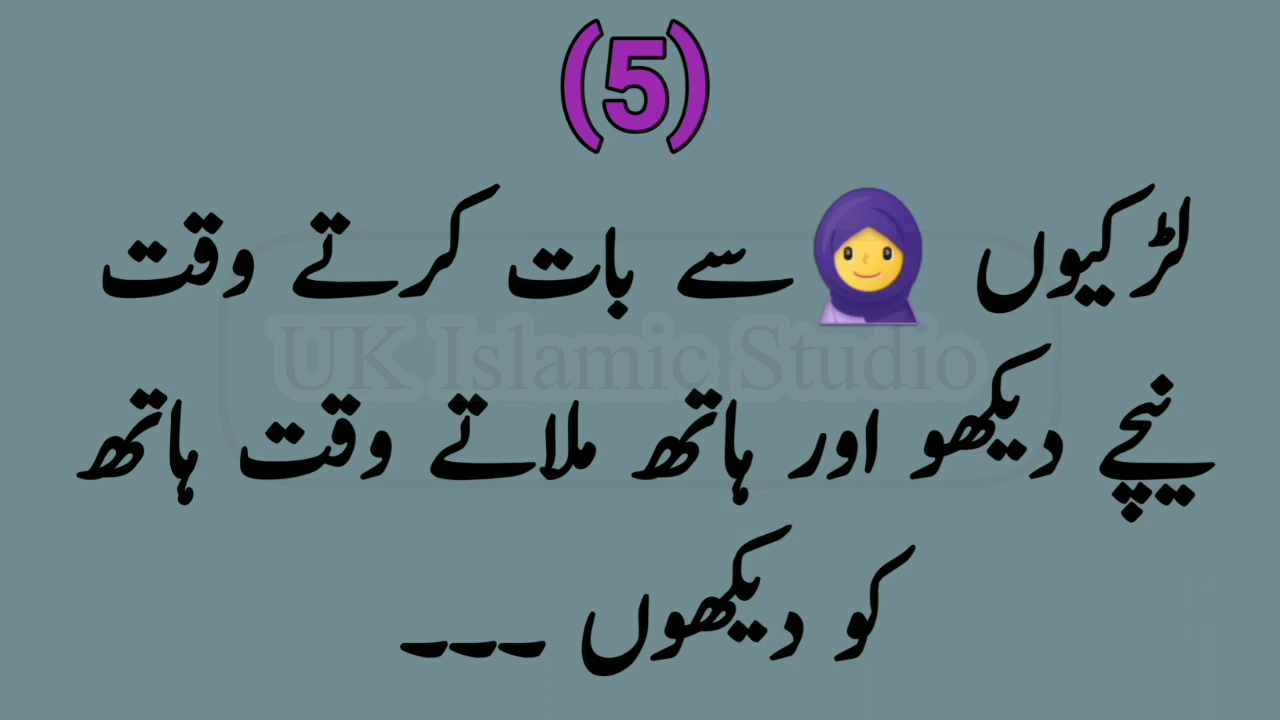 (5)
لڑکیوں 🧕 سے بات کرتے وقت
UK Islamic Studio
نیچے دیکھو اور ہاتھ ملاتے وقت ہاتھ
کو دیکھوں ۔۔۔